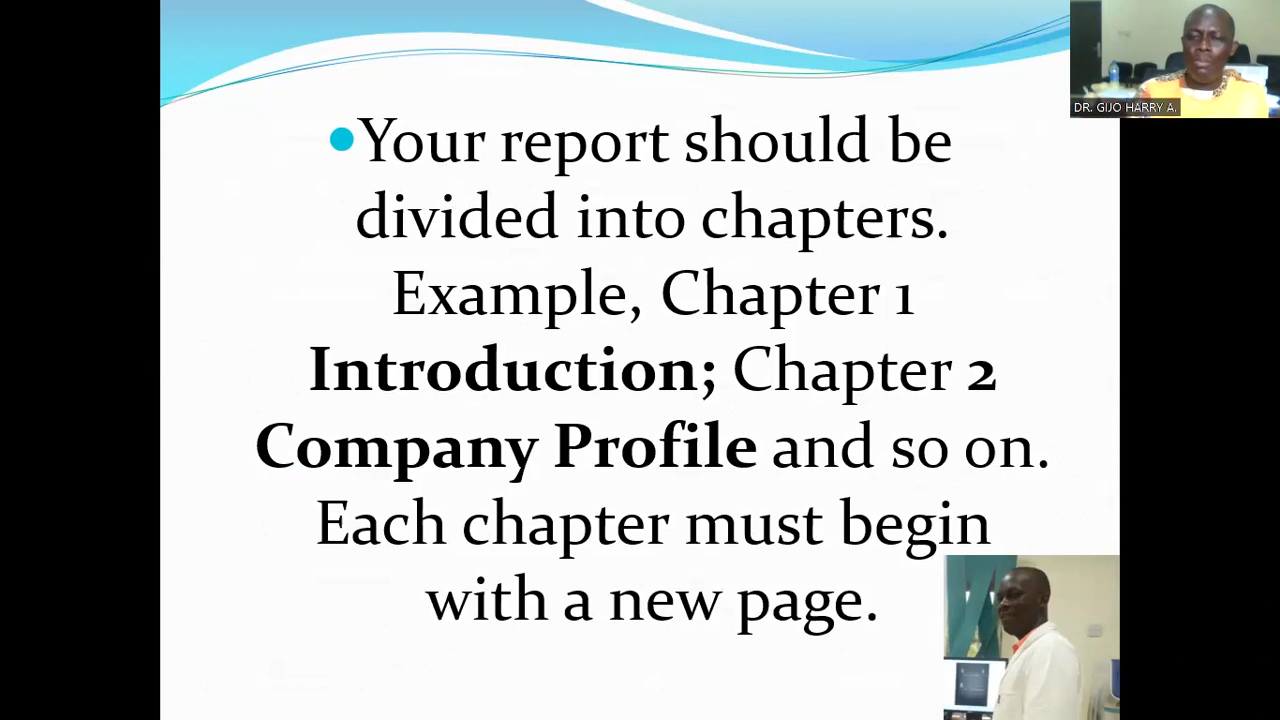 DR. GIJO HARRY A.
•Your report should be
divided into chapters.
Example, Chapter 1
Introduction; Chapter 2
Company Profile and so on.
Each chapter must begin
with a new page.